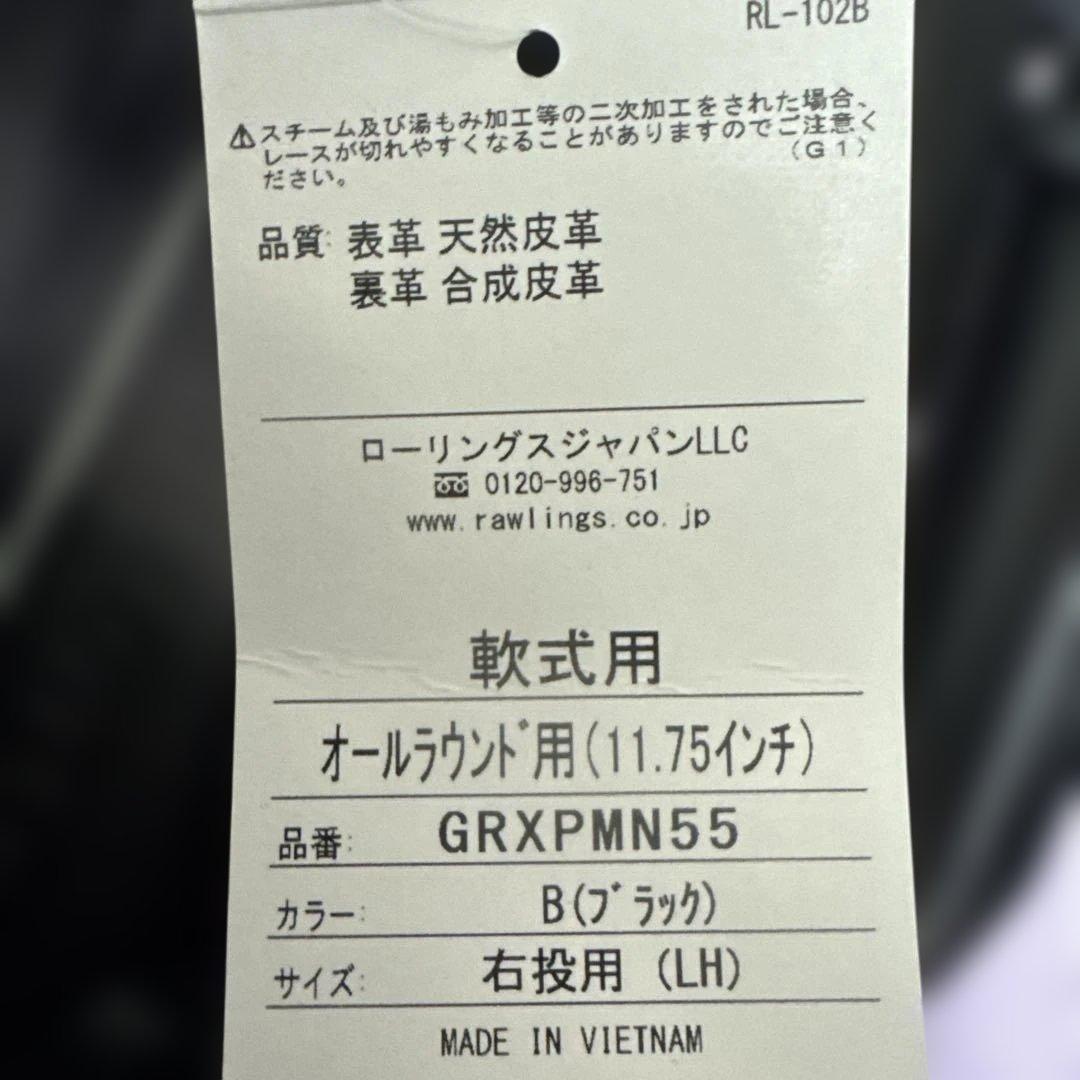 RL-102B
⚠スチーム及び湯もみ加工等の二次加工をされた場合、
レースが切れやすくなることがありますのでご注意く
ださい。 (G1)
品質: 表革 天然皮革
裏革 合成皮革
ローリングスジャパンLLC
0120-996-751
www.rawlings.co.jp
軟式用
オールラウンド用(11.75インチ)
品番: GRXPMN55
カラー: B(ブラック)
サイズ: 右投用 (LH)
MADE IN VIETNAM